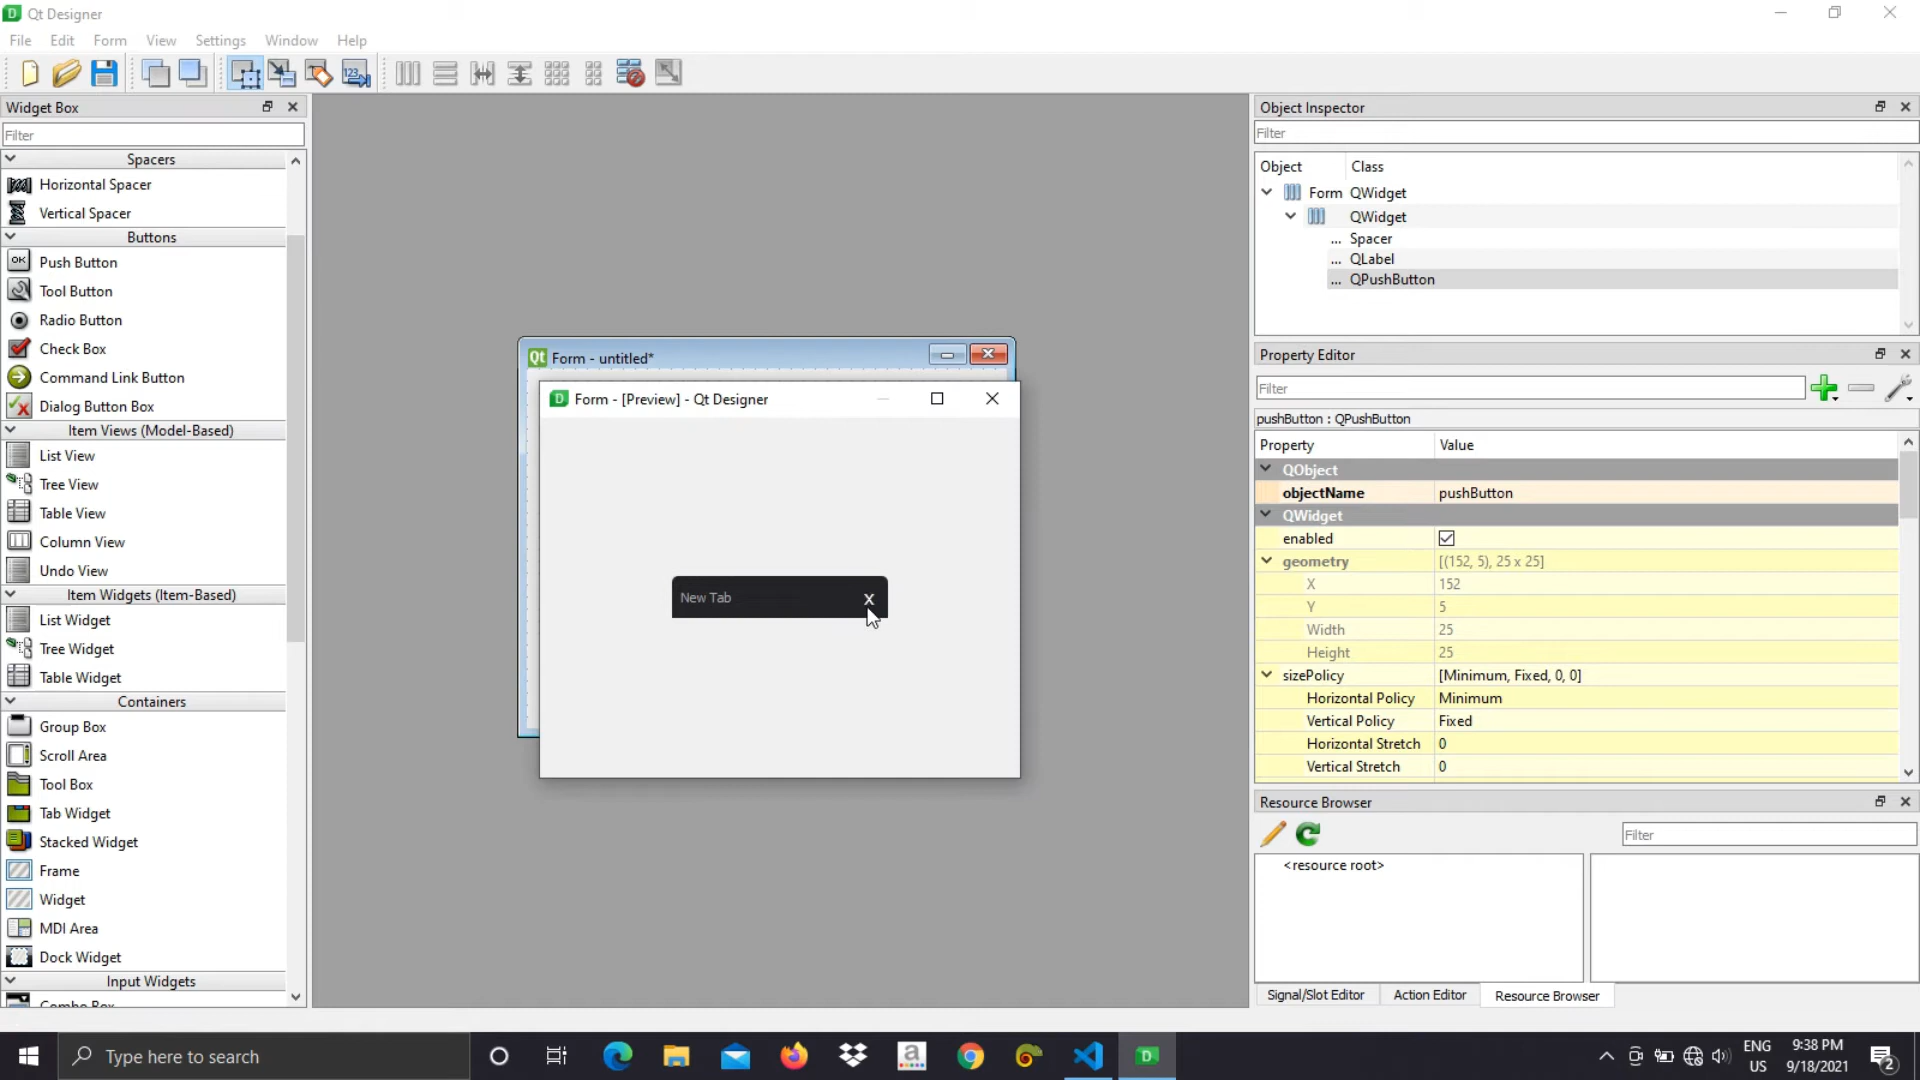 Qt Designer
File Edit Form View Settings Window Help
Widget Box
Filter
Spacers
Horizontal Spacer
Vertical Spacer
Buttons
OK Push Button
Tool Button
Radio Button
Check Box
Command Link Button
Dialog Button Box
Item Views (Model-Based)
List View
Tree View
Table View
Column View
Undo View
Item Widgets (Item-Based)
List Widget
Tree Widget
Table Widget
Containers
Group Box
Scroll Area
Tool Box
Tab Widget
Stacked Widget
Frame
Widget
MDI Area
Dock Widget
Input Widgets
Combo Box
Qt Form - untitled*
Form - [Preview] - Qt Designer
New Tab x
Object Inspector
Filter
Object Class
Form QWidget
QWidget
... Spacer
... QLabel
... QPushButton
Property Editor
Filter
pushButton : QPushButton
Property Value
QObject
objectName pushButton
QWidget
enabled
geometry [(152, 5), 25 x 25]
X 152
Y 5
Width 25
Height 25
sizePolicy [Minimum, Fixed, 0, 0]
Horizontal Policy Minimum
Vertical Policy Fixed
Horizontal Stretch 0
Vertical Stretch 0
Resource Browser
Filter
<resource root>
Signal/Slot Editor Action Editor Resource Browser
Type here to search
ENG
US
9:38 PM
9/18/2021
2